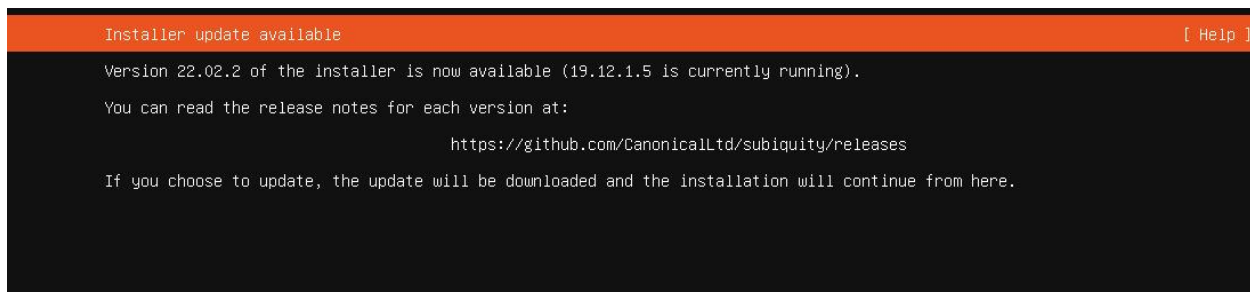 Installer update available [ Help ]
Version 22.02.2 of the installer is now available (19.12.1.5 is currently running).
You can read the release notes for each version at:
https://github.com/CanonicalLtd/subiquity/releases
If you choose to update, the update will be downloaded and the installation will continue from here.